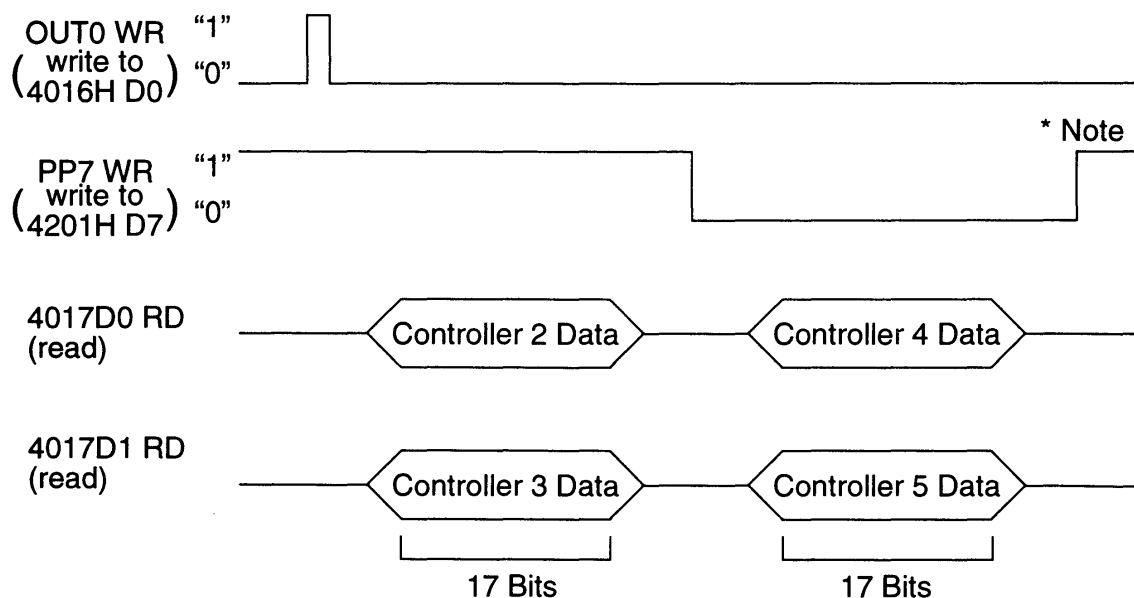 OUT0 WR “1”
( write to “0”
4016H D0 )
* Note
PP7 WR “1”
( write to “0”
4201H D7 )
4017D0 RD
(read)
Controller 2 Data Controller 4 Data
4017D1 RD
(read)
Controller 3 Data Controller 5 Data
17 Bits 17 Bits